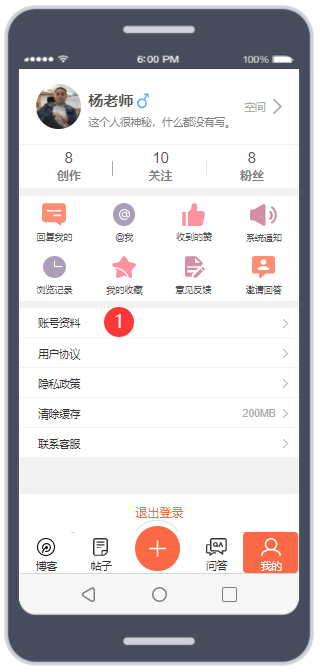 6:00 PM 100%
杨老师
这个人很神秘，什么都没有写。
空间
8 10 8
创作 关注 粉丝
回复我的 @我 收到的赞 系统通知
浏览记录 我的收藏 意见反馈 邀请回答
账号资料 1
用户协议
隐私政策
清除缓存 200MB
联系客服
退出登录
博客 帖子 问答 我的